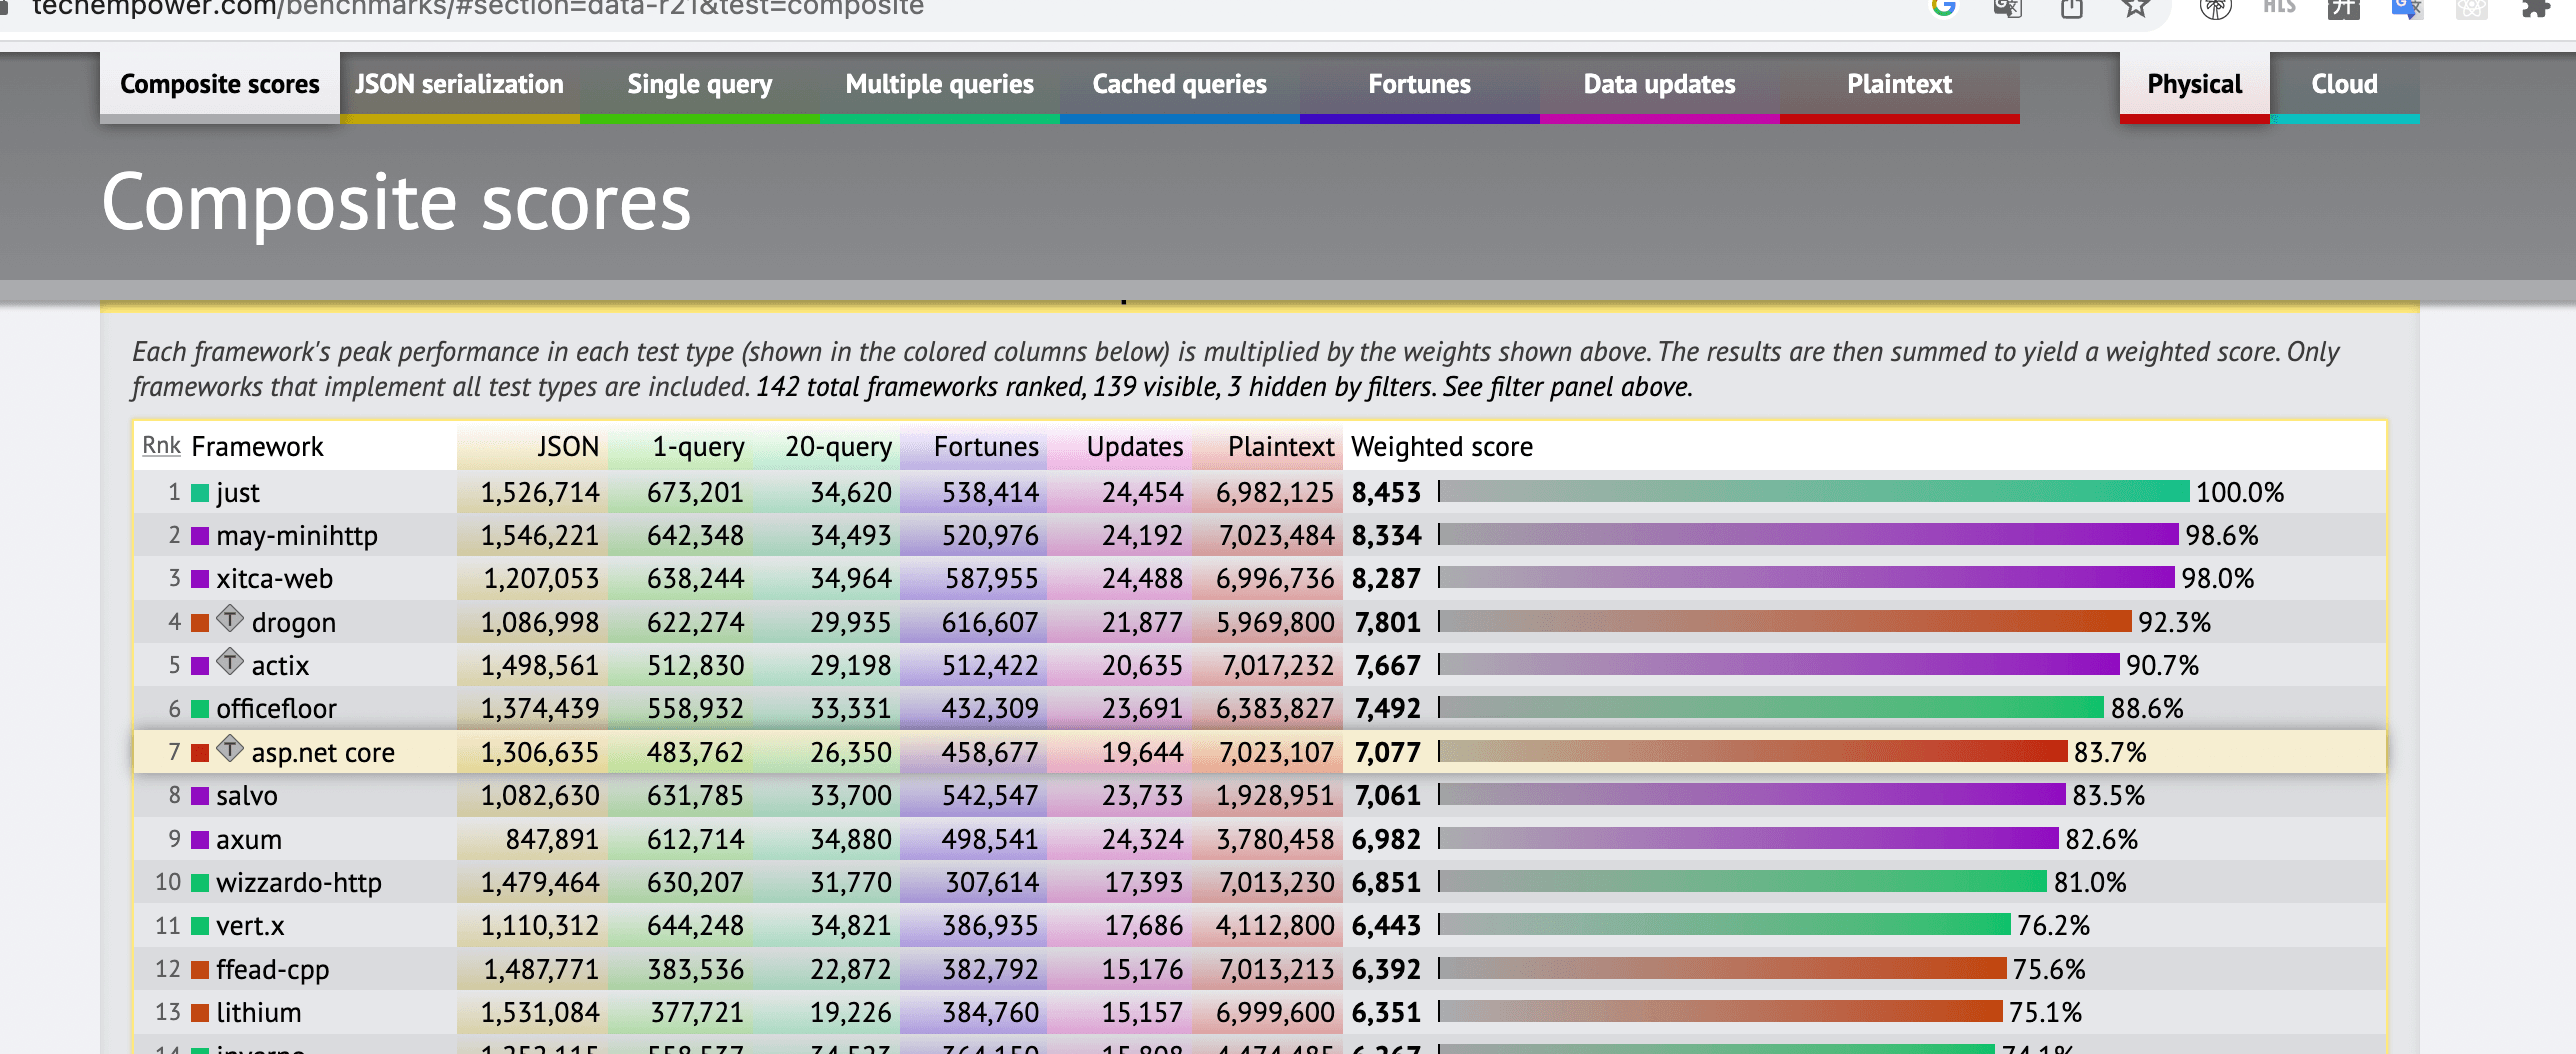 techempower.com/benchmarks/#section=data-r21&test=composite
Composite scores JSON serialization Single query Multiple queries Cached queries Fortunes Data updates Plaintext Physical Cloud
Composite scores
Each framework's peak performance in each test type (shown in the colored columns below) is multiplied by the weights shown above. The results are then summed to yield a weighted score. Only
frameworks that implement all test types are included. 142 total frameworks ranked, 139 visible, 3 hidden by filters. See filter panel above.
Rnk Framework JSON 1-query 20-query Fortunes Updates Plaintext Weighted score
1 just 1,526,714 673,201 34,620 538,414 24,454 6,982,125 8,453 100.0%
2 may-minihttp 1,546,221 642,348 34,493 520,976 24,192 7,023,484 8,334 98.6%
3 xitca-web 1,207,053 638,244 34,964 587,955 24,488 6,996,736 8,287 98.0%
4 T drogon 1,086,998 622,274 29,935 616,607 21,877 5,969,800 7,801 92.3%
5 T actix 1,498,561 512,830 29,198 512,422 20,635 7,017,232 7,667 90.7%
6 officefloor 1,374,439 558,932 33,331 432,309 23,691 6,383,827 7,492 88.6%
7 T asp.net core 1,306,635 483,762 26,350 458,677 19,644 7,023,107 7,077 83.7%
8 salvo 1,082,630 631,785 33,700 542,547 23,733 1,928,951 7,061 83.5%
9 axum 847,891 612,714 34,880 498,541 24,324 3,780,458 6,982 82.6%
10 wizzardo-http 1,479,464 630,207 31,770 307,614 17,393 7,013,230 6,851 81.0%
11 vert.x 1,110,312 644,248 34,821 386,935 17,686 4,112,800 6,443 76.2%
12 ffead-cpp 1,487,771 383,536 22,872 382,792 15,176 7,013,213 6,392 75.6%
13 lithium 1,531,084 377,721 19,226 384,760 15,157 6,999,600 6,351 75.1%